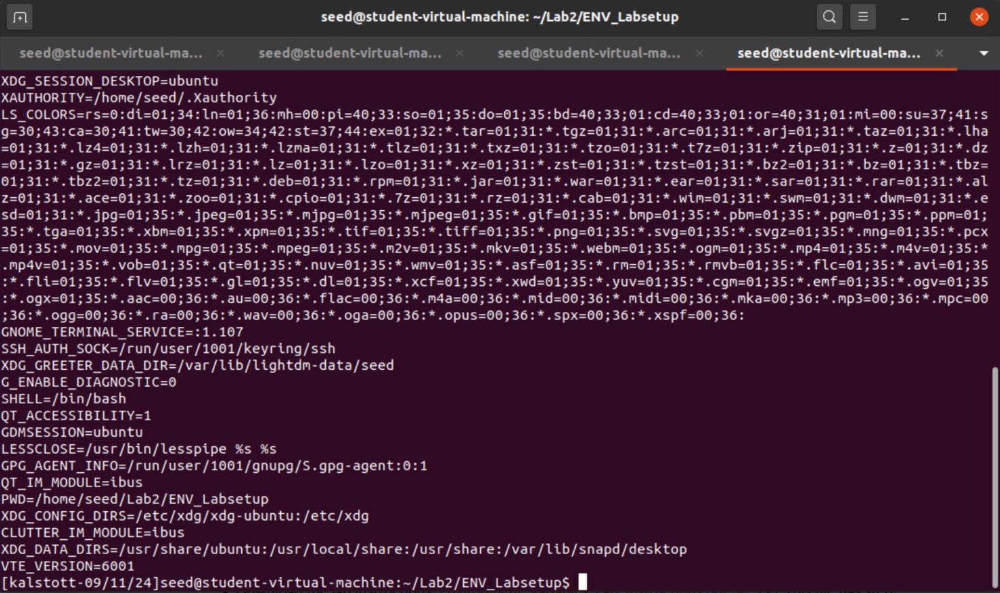 seed@student-virtual-machine: ~/Lab2/ENV_Labsetup
seed@student-virtual-ma... × seed@student-virtual-ma... × seed@student-virtual-ma... × seed@student-virtual-ma... ×
XDG_SESSION_DESKTOP=ubuntu
XAUTHORITY=/home/seed/.Xauthority
LS_COLORS=rs=0:di=01;34:ln=01;36:mh=00:pi=40;33:so=01;35:do=01;35:bd=40;33;01:cd=40;33;01:or=40;31;01:mi=00:su=37;41:s
g=30;43:ca=30;41:tw=30;42:ow=34;42:st=37;44:ex=01;32:*.tar=01;31:*.tgz=01;31:*.arc=01;31:*.arj=01;31:*.taz=01;31:*.lha
=01;31:*.lz4=01;31:*.lzh=01;31:*.lzma=01;31:*.tlz=01;31:*.txz=01;31:*.tzo=01;31:*.t7z=01;31:*.zip=01;31:*.z=01;31:*.dz
=01;31:*.gz=01;31:*.lrz=01;31:*.lz=01;31:*.lzo=01;31:*.xz=01;31:*.zst=01;31:*.tzst=01;31:*.bz2=01;31:*.bz=01;31:*.tbz=
01;31:*.tbz2=01;31:*.tz=01;31:*.deb=01;31:*.rpm=01;31:*.jar=01;31:*.war=01;31:*.ear=01;31:*.sar=01;31:*.rar=01;31:*.al
z=01;31:*.ace=01;31:*.zoo=01;31:*.cpio=01;31:*.7z=01;31:*.rz=01;31:*.cab=01;31:*.wim=01;31:*.swm=01;31:*.dwm=01;31:*.e
sd=01;31:*.jpg=01;35:*.jpeg=01;35:*.mjpg=01;35:*.mjpeg=01;35:*.gif=01;35:*.bmp=01;35:*.pbm=01;35:*.pgm=01;35:*.ppm=01;
35:*.tga=01;35:*.xbm=01;35:*.xpm=01;35:*.tif=01;35:*.tiff=01;35:*.png=01;35:*.svg=01;35:*.svgz=01;35:*.mng=01;35:*.pcx
=01;35:*.mov=01;35:*.mpg=01;35:*.mpeg=01;35:*.m2v=01;35:*.mkv=01;35:*.webm=01;35:*.ogm=01;35:*.mp4=01;35:*.m4v=01;35:*
.mp4v=01;35:*.vob=01;35:*.qt=01;35:*.nuv=01;35:*.wmv=01;35:*.asf=01;35:*.rm=01;35:*.rmvb=01;35:*.flc=01;35:*.avi=01;35
:*.fli=01;35:*.flv=01;35:*.gl=01;35:*.dl=01;35:*.xcf=01;35:*.xwd=01;35:*.yuv=01;35:*.cgm=01;35:*.emf=01;35:*.ogv=01;35
:*.ogx=01;35:*.aac=00;36:*.au=00;36:*.flac=00;36:*.m4a=00;36:*.mid=00;36:*.midi=00;36:*.mka=00;36:*.mp3=00;36:*.mpc=00
;36:*.ogg=00;36:*.ra=00;36:*.wav=00;36:*.oga=00;36:*.opus=00;36:*.spx=00;36:*.xspf=00;36:
GNOME_TERMINAL_SERVICE=:1.107
SSH_AUTH_SOCK=/run/user/1001/keyring/ssh
XDG_GREETER_DATA_DIR=/var/lib/lightdm-data/seed
G_ENABLE_DIAGNOSTIC=0
SHELL=/bin/bash
QT_ACCESSIBILITY=1
GDMSESSION=ubuntu
LESSCLOSE=/usr/bin/lesspipe %s %s
GPG_AGENT_INFO=/run/user/1001/gnupg/S.gpg-agent:0:1
QT_IM_MODULE=ibus
PWD=/home/seed/Lab2/ENV_Labsetup
XDG_CONFIG_DIRS=/etc/xdg/xdg-ubuntu:/etc/xdg
CLUTTER_IM_MODULE=ibus
XDG_DATA_DIRS=/usr/share/ubuntu:/usr/local/share:/usr/share:/var/lib/snapd/desktop
VTE_VERSION=6001
[kalstott-09/11/24]seed@student-virtual-machine:~/Lab2/ENV_Labsetup$